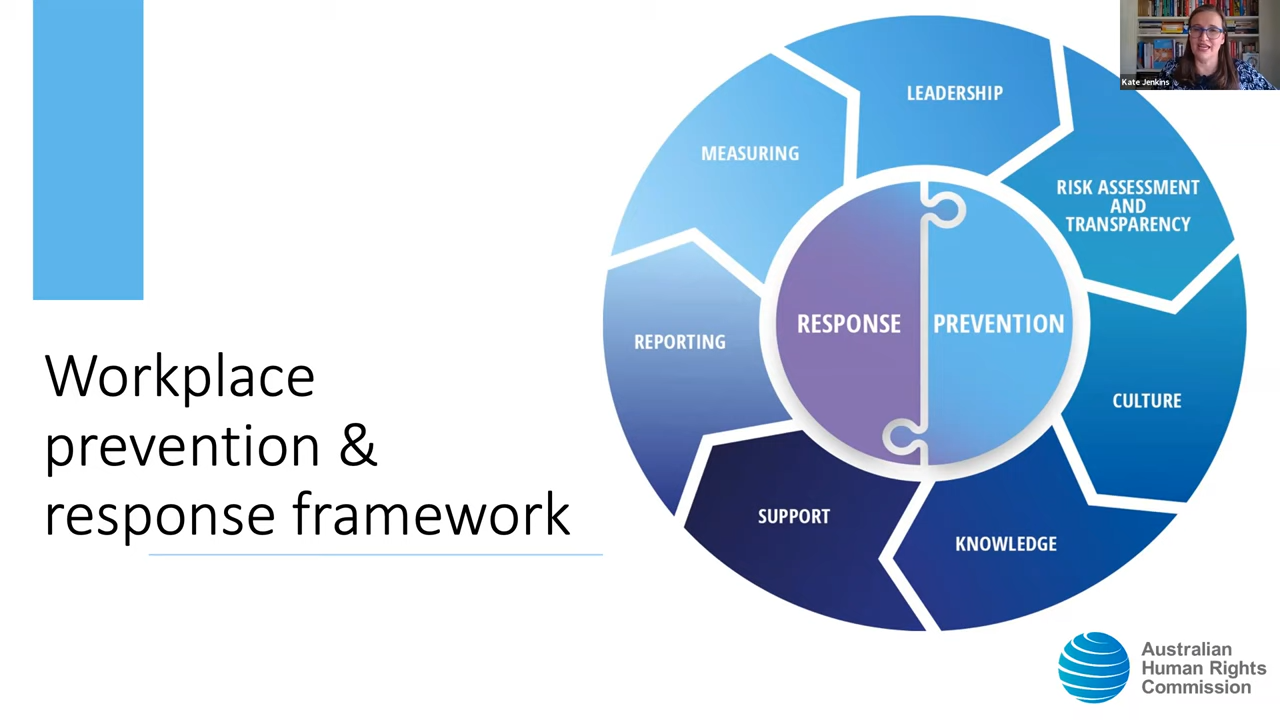 Workplace
prevention &
response framework
LEADERSHIP
RISK ASSESSMENT
AND
TRANSPARENCY
CULTURE
KNOWLEDGE
SUPPORT
REPORTING
MEASURING
RESPONSE
PREVENTION
Kate Jenkins
Australian
Human Rights
Commission